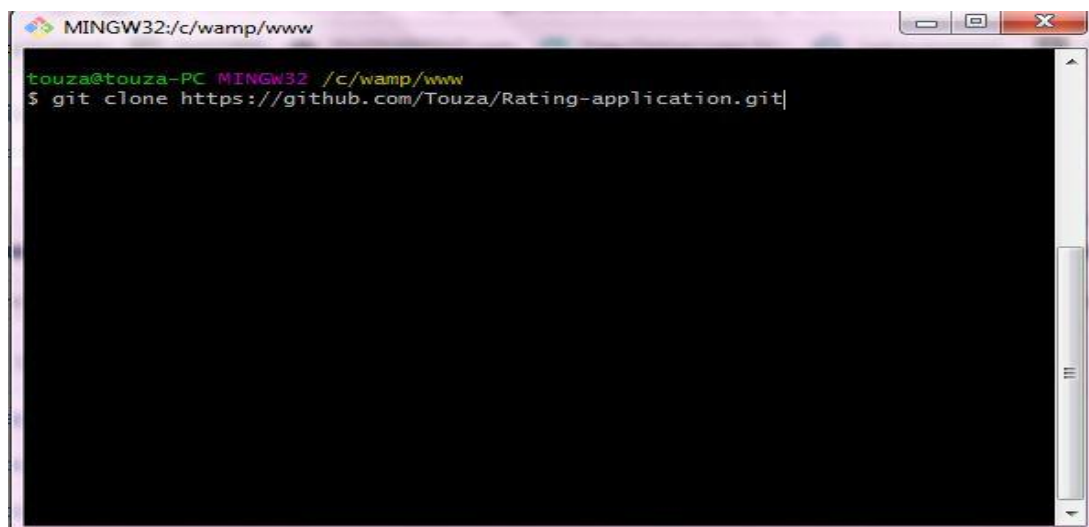 MINGW32:/c/wamp/www
touza@touza-PC MINGW32 /c/wamp/www
$ git clone https://github.com/Touza/Rating-application.git